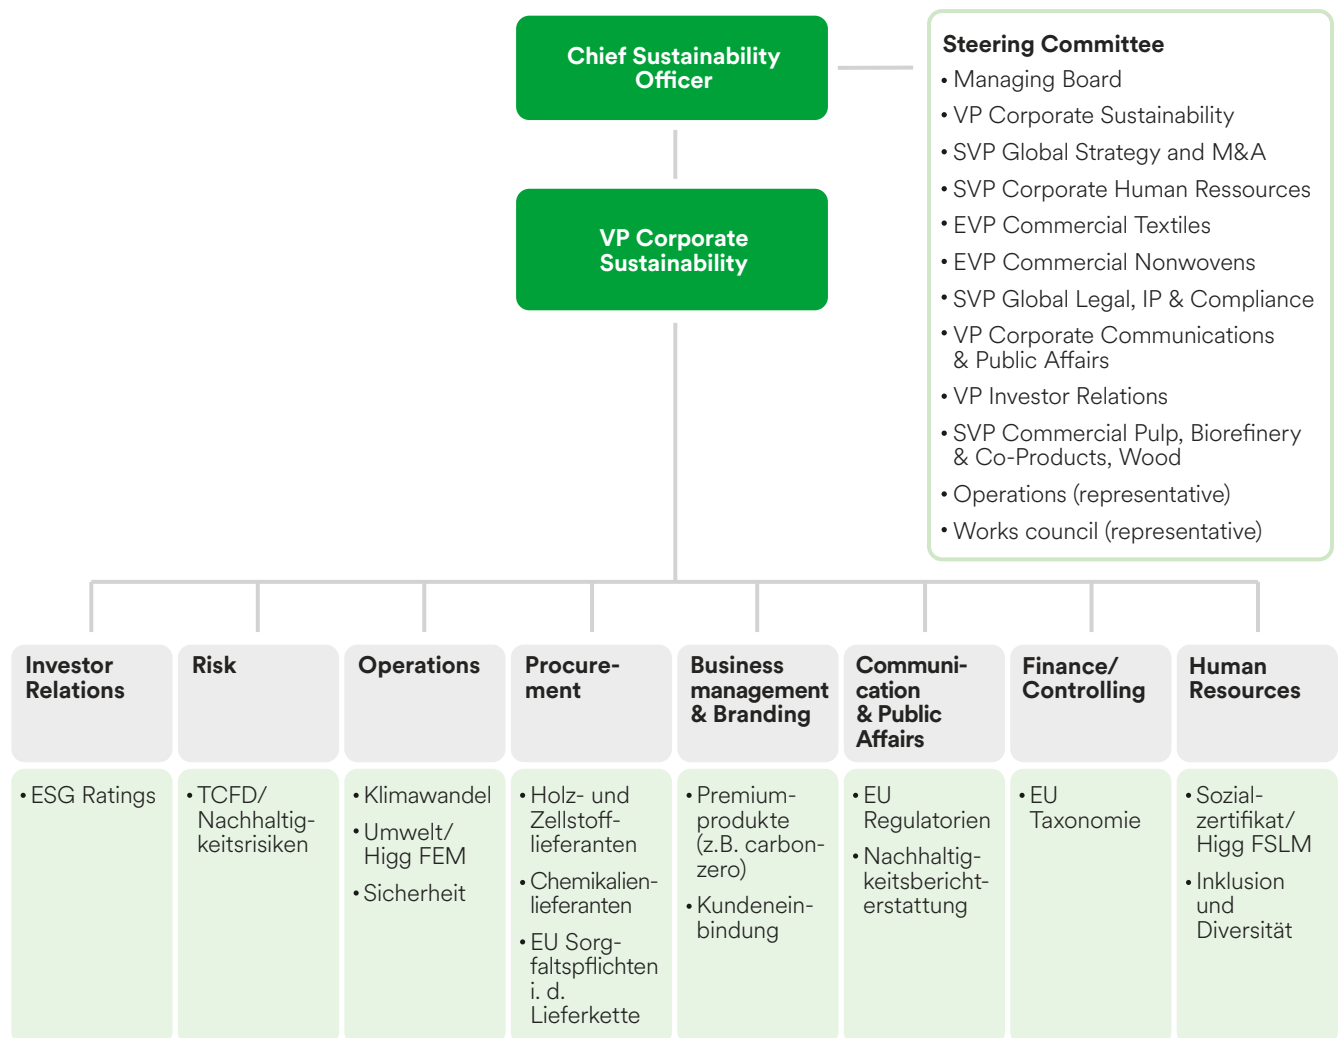 Chief Sustainability
Officer
VP Corporate
Sustainability
Steering Committee
• Managing Board
• VP Corporate Sustainability
• SVP Global Strategy and M&A
• SVP Corporate Human Ressources
• EVP Commercial Textiles
• EVP Commercial Nonwovens
• SVP Global Legal, IP & Compliance
• VP Corporate Communications
& Public Affairs
• VP Investor Relations
• SVP Commercial Pulp, Biorefinery
& Co-Products, Wood
• Operations (representative)
• Works council (representative)
Investor
Relations
• ESG Ratings
Risk
• TCFD/
Nachhaltig-
keitsrisiken
Operations
• Klimawandel
• Umwelt/
Higg FEM
• Sicherheit
Procure-
ment
• Holz- und
Zellstoff-
lieferanten
• Chemikalien-
lieferanten
• EU Sorg-
faltspflichten
i. d.
Lieferkette
Business
management
& Branding
• Premium-
produkte
(z.B. carbon-
zero)
• Kundenein-
bindung
Communi-
cation
& Public
Affairs
• EU
Regulatorien
• Nachhaltig-
keitsbericht-
erstattung
Finance/
Controlling
• EU
Taxonomie
Human
Resources
• Sozial-
zertifikat/
Higg FSLM
• Inklusion
und
Diversität